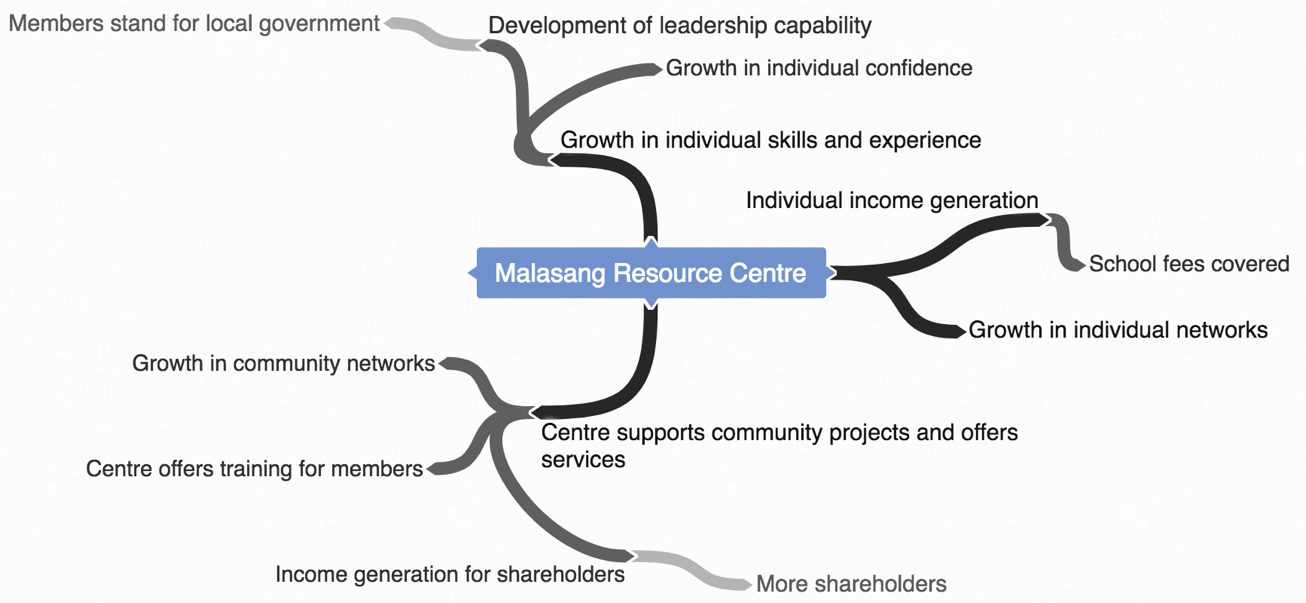 Members stand for local government
Development of leadership capability
Growth in individual confidence
Growth in individual skills and experience
Individual income generation
School fees covered
Malasang Resource Centre
Growth in individual networks
Growth in community networks
Centre supports community projects and offers
services
Centre offers training for members
Income generation for shareholders
More shareholders